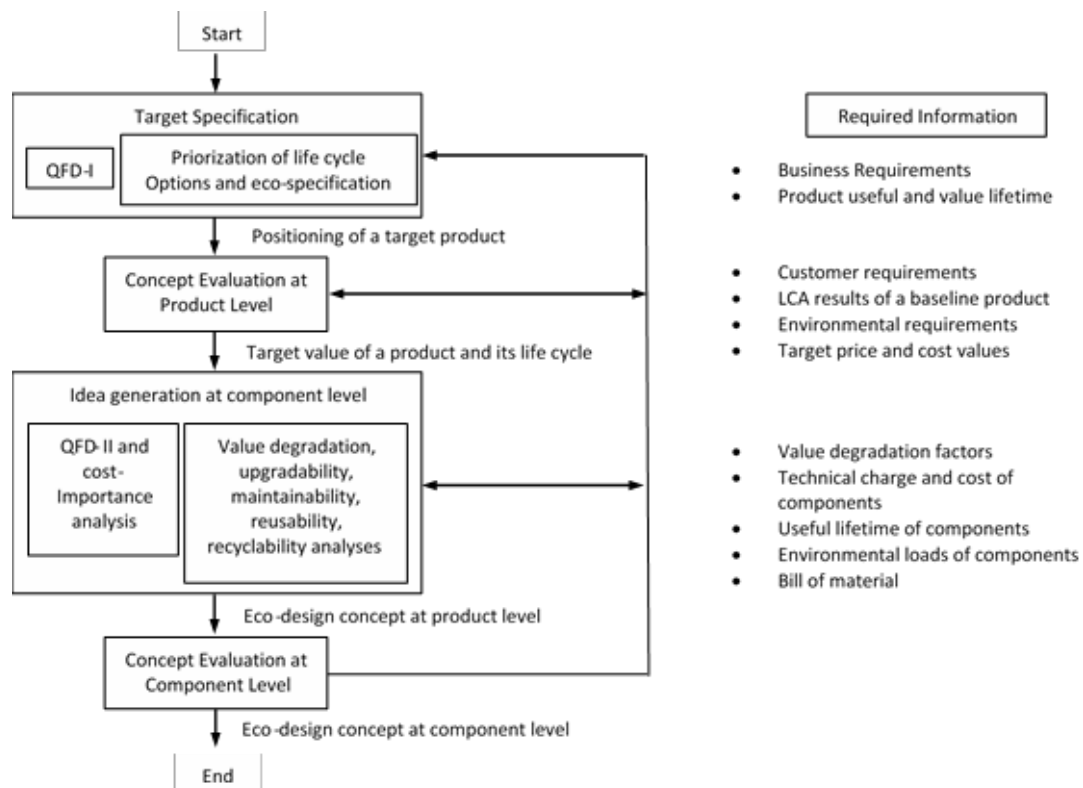 Start
Target Specification
QFD-I
Priorization of life cycle
Options and eco-specification
Positioning of a target product
Concept Evaluation at
Product Level
Target value of a product and its life cycle
Idea generation at component level
QFD-II and
cost-
Importance
analysis
Value degradation,
upgradability,
maintainability,
reusability,
recyclability analyses
Eco-design concept at product level
Concept Evaluation at
Component Level
Eco-design concept at component level
End
Required Information
• Business Requirements
• Product useful and value lifetime
• Customer requirements
• LCA results of a baseline product
• Environmental requirements
• Target price and cost values
• Value degradation factors
• Technical charge and cost of
components
• Useful lifetime of components
• Environmental loads of components
• Bill of material